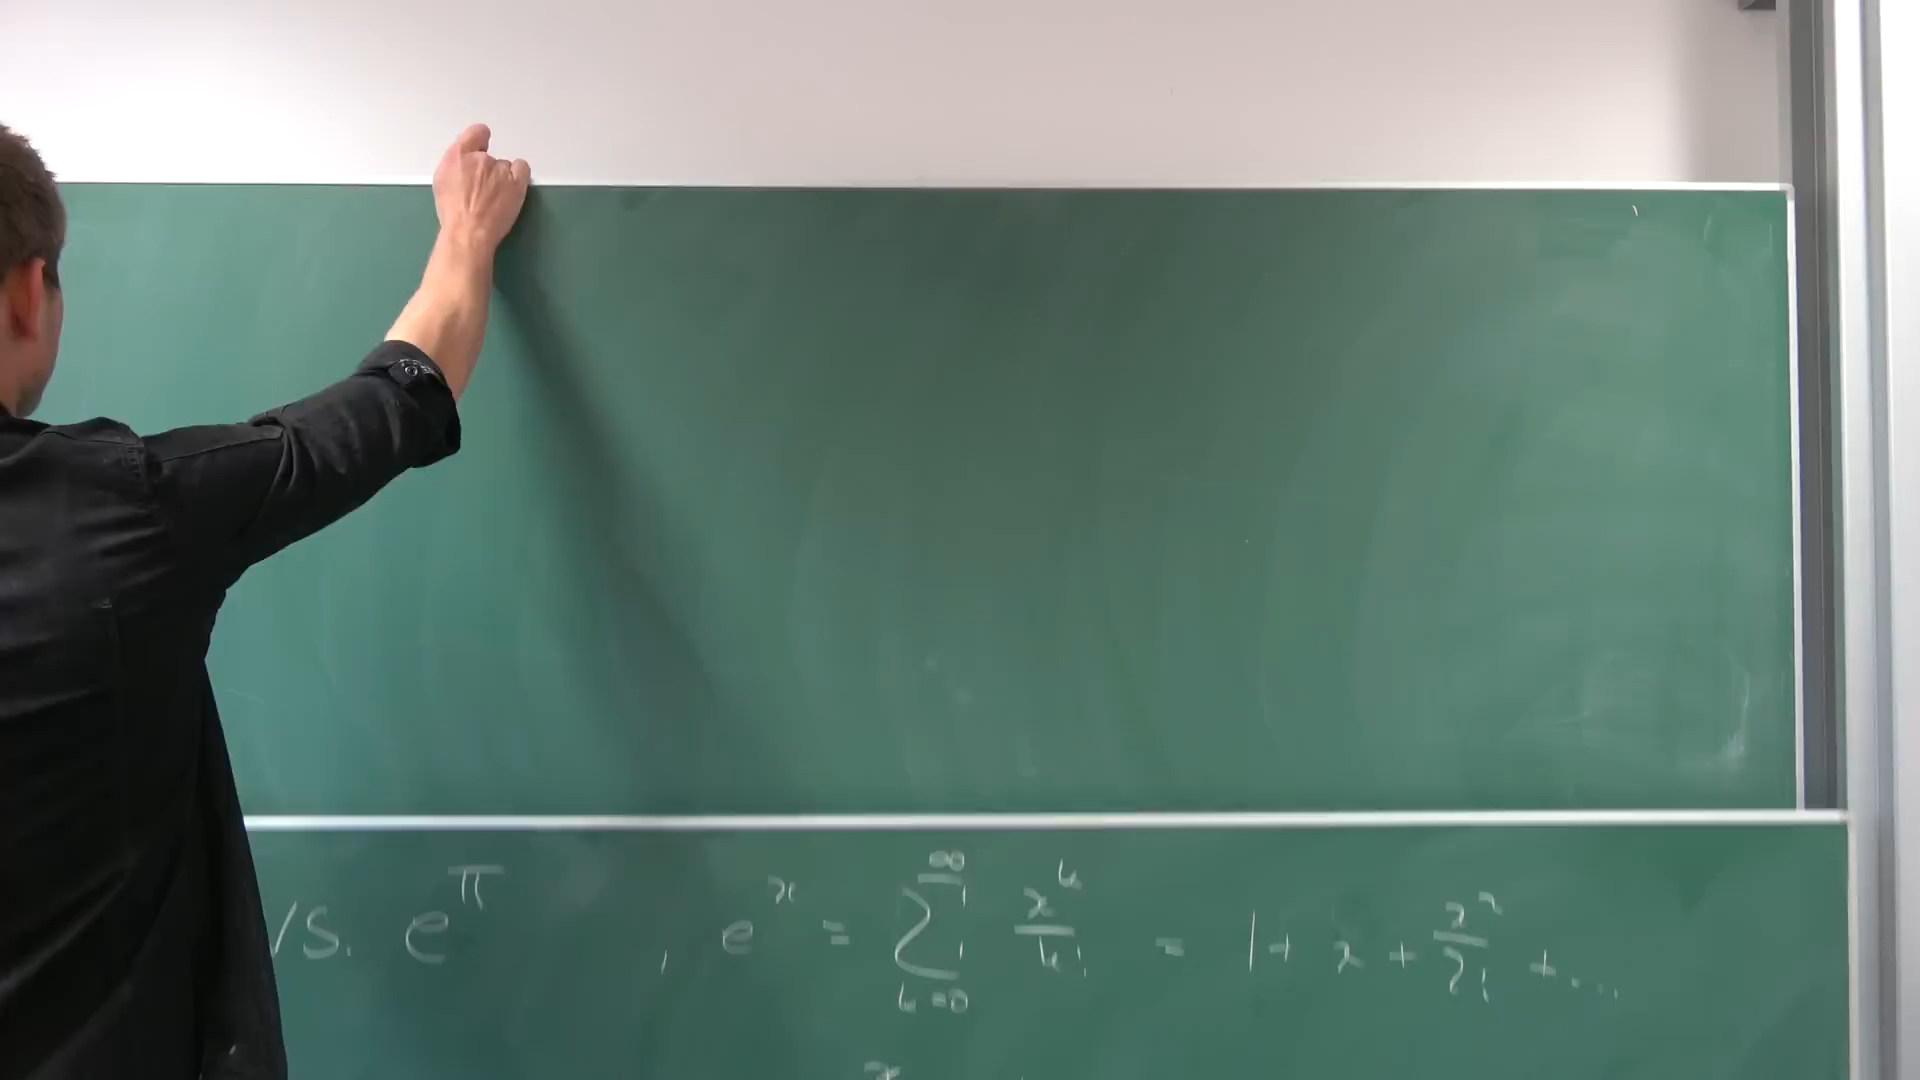 vs. e^π , e^x = ∑_{k=0}^{∞} x^k/k! = 1 + x + x²/2! + ...
x